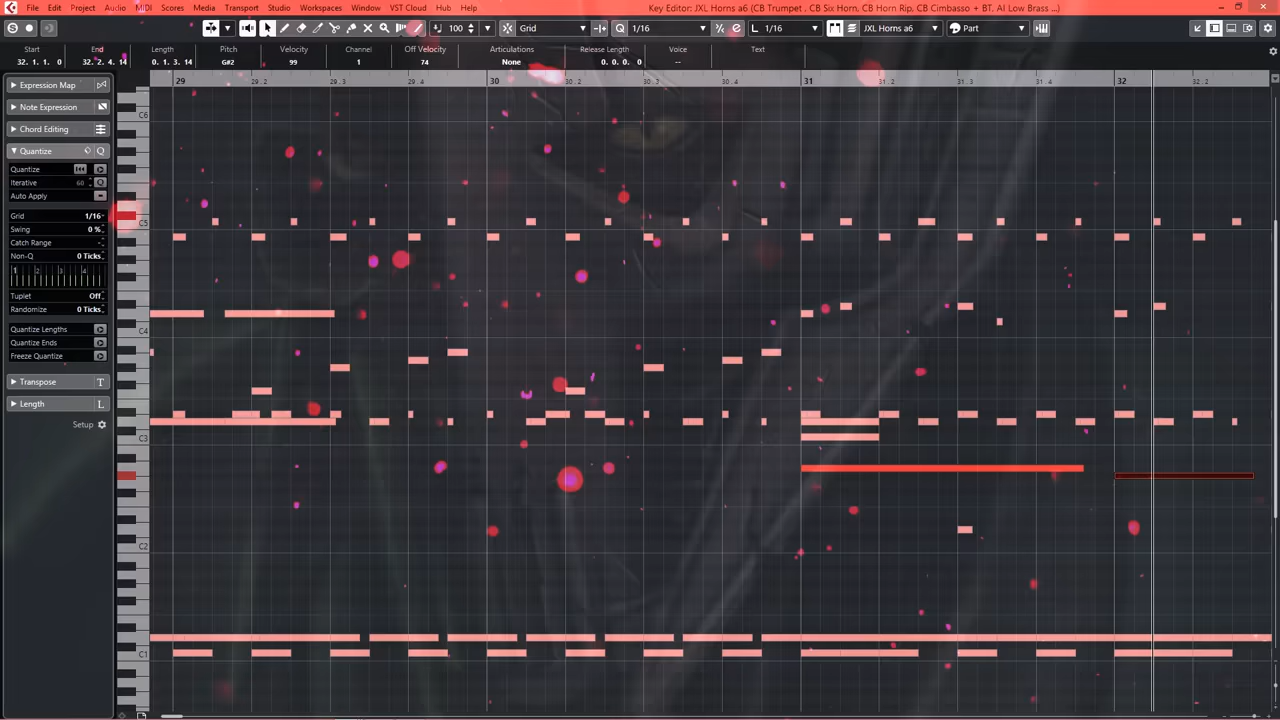 File Edit Project Audio MIDI Scores Media Transport Studio Workspaces Window VST Cloud Hub Help Key Editor: JXL Horns a6 (CB Trumpet , CB Six Horn, CB Horn Rip, CB Cimbasso + BT, AI Low Brass ...)
100 Grid 1/16 L 1/16 JXL Horns a6 Part
Start End Length Pitch Velocity Channel Off Velocity Articulations Release Length Voice Text
32. 1. 1. 0 32. 2. 4. 14 0. 1. 3. 14 G#2 99 1 74 None 0. 0. 0. 0 --
29 29.2 29.3 29.4 30 30.2 30.3 30.4 31 31.2 31.3 31.4 32 32.2
Expression Map
Note Expression
Chord Editing
Quantize Q
Quantize
Iterative 60
Auto Apply
Grid 1/16
Swing 0 %
Catch Range
Non-Q 0 Ticks
1 2 3 4
Tuplet Off
Randomize 0 Ticks
Quantize Lengths
Quantize Ends
Freeze Quantize
Transpose T
Length L
Setup
C6
C5
C4
C3
C2
C1